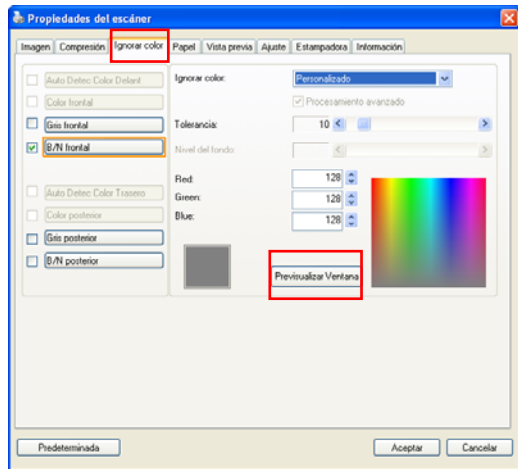 Propiedades del escáner
Imagen Compresión Ignorar color Papel Vista previa Ajuste Estampadora Información
Auto Detec Color Delant
Color frontal
Gris frontal
B/N frontal
Auto Detec Color Trasero
Color posterior
Gris posterior
B/N posterior
Ignorar color: Personalizado
Procesamiento avanzado
Tolerancia: 10
Nivel del fondo:
Red: 128
Green: 128
Blue: 128
Previsualizar Ventana
Predeterminada Aceptar Cancelar